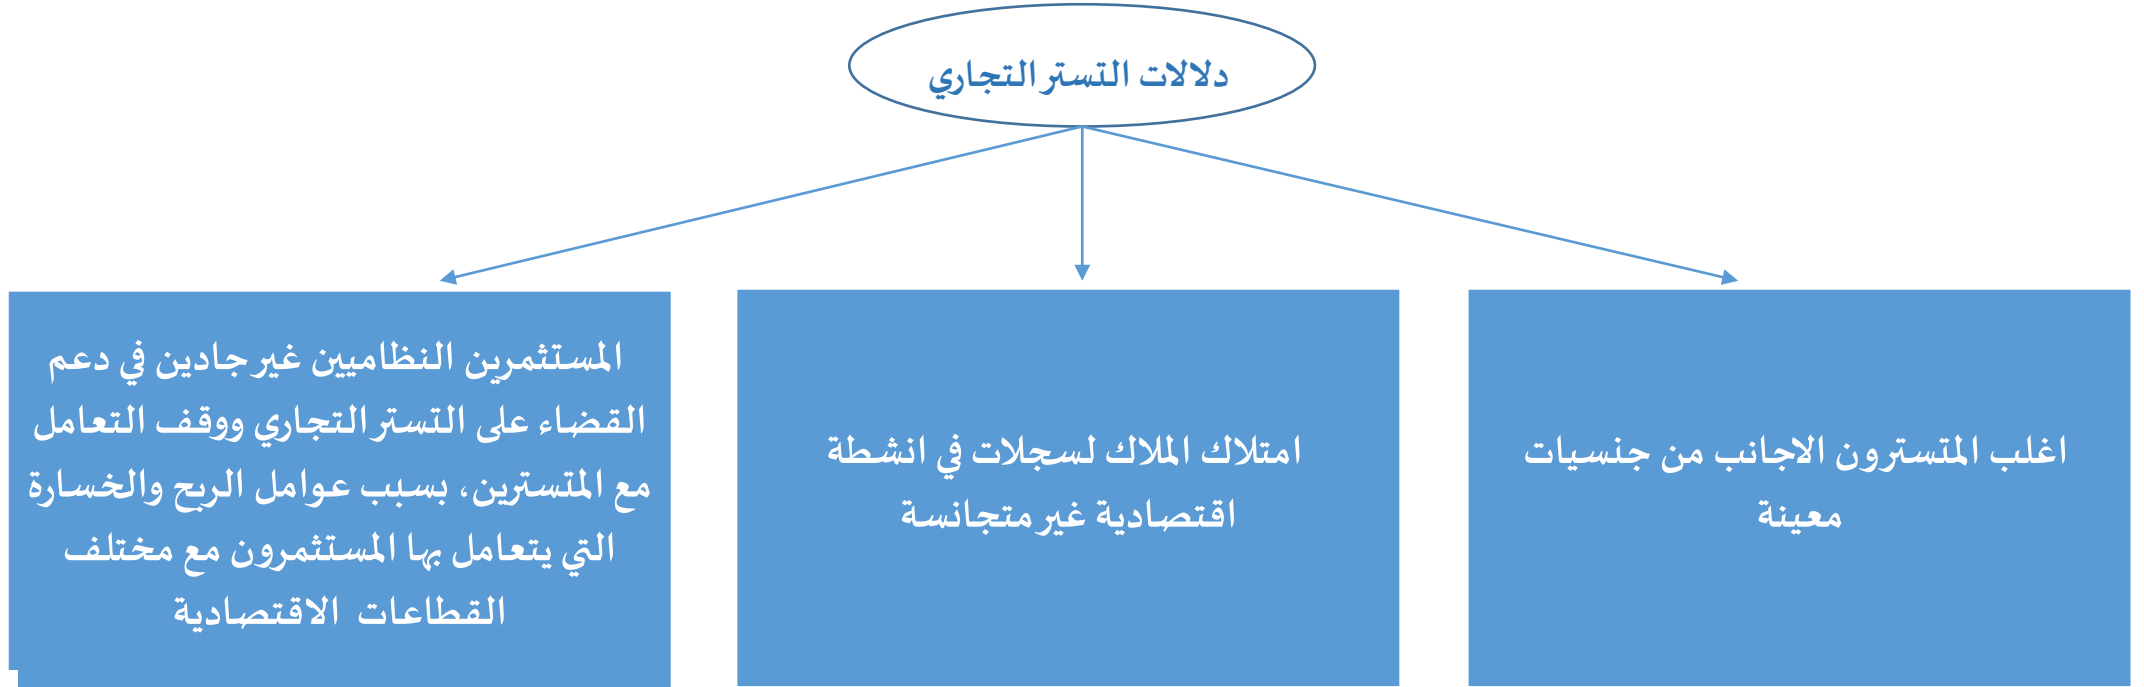 دلالات التستر التجاري
اغلب المتسترون الاجانب من جنسيات
معينة
امتلاك الملاك لسجلات في انشطة
اقتصادية غير متجانسة
المستثمرين النظاميين غير جادين في دعم
القضاء على التستر التجاري ووقف التعامل
مع المتسترين، بسبب عوامل الربح والخسارة
التي يتعامل بها المستثمرون مع مختلف
القطاعات الاقتصادية